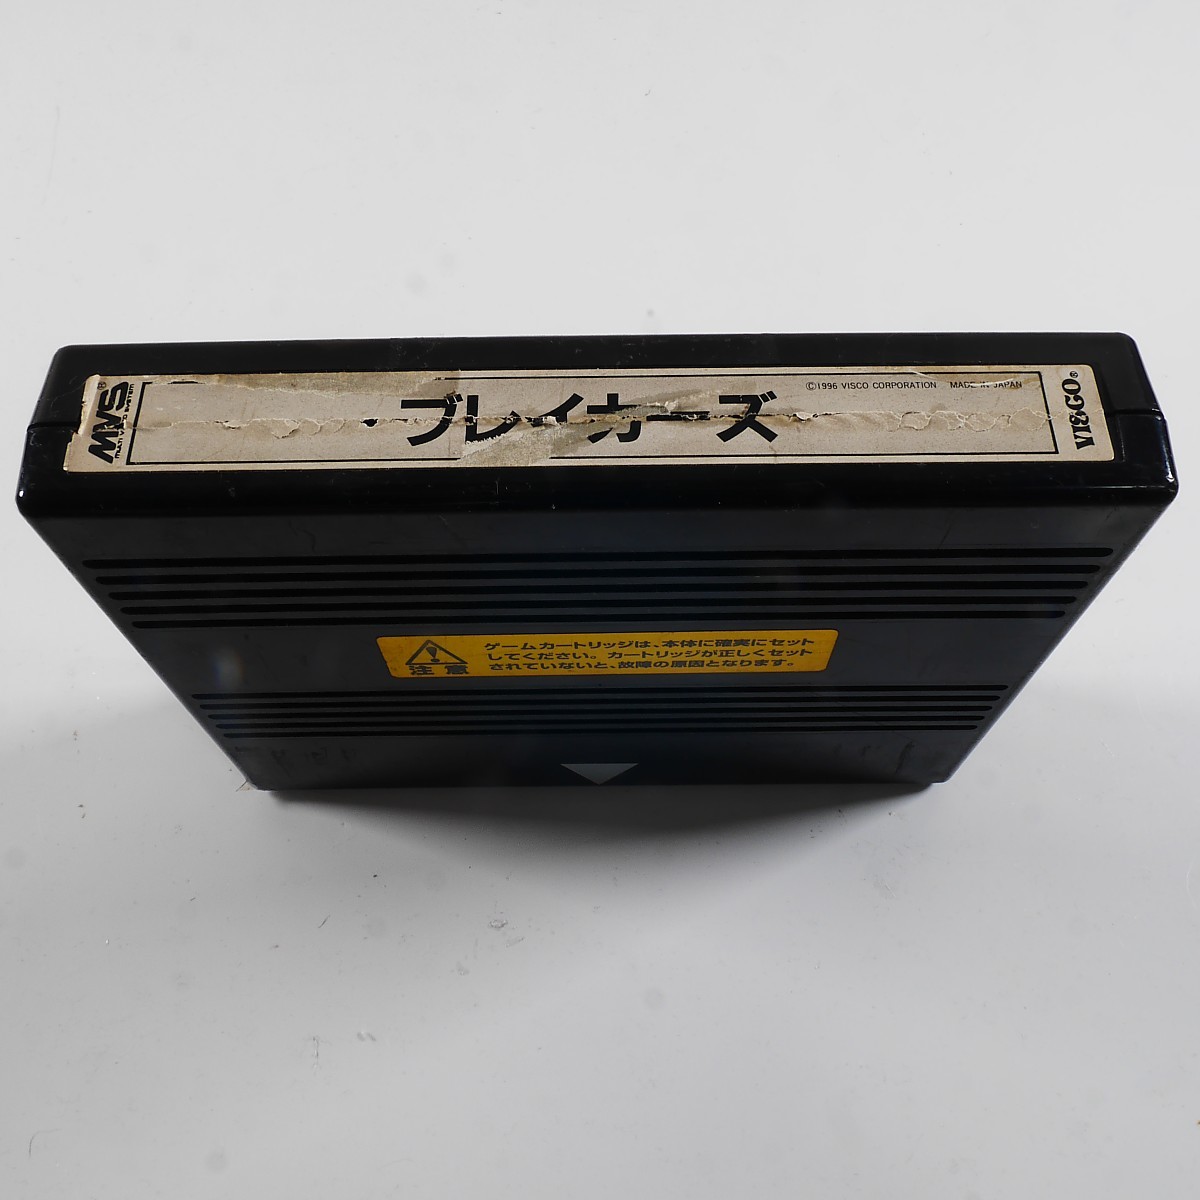 MVS®
MULTI VIDEO SYSTEM
ブレイカーズ
©1996 VISCO CORPORATION MADE IN JAPAN
VISCO®
注意
ゲームカートリッジは、本体に確実にセット
してください。カートリッジが正しくセット
されていないと、故障の原因となります。